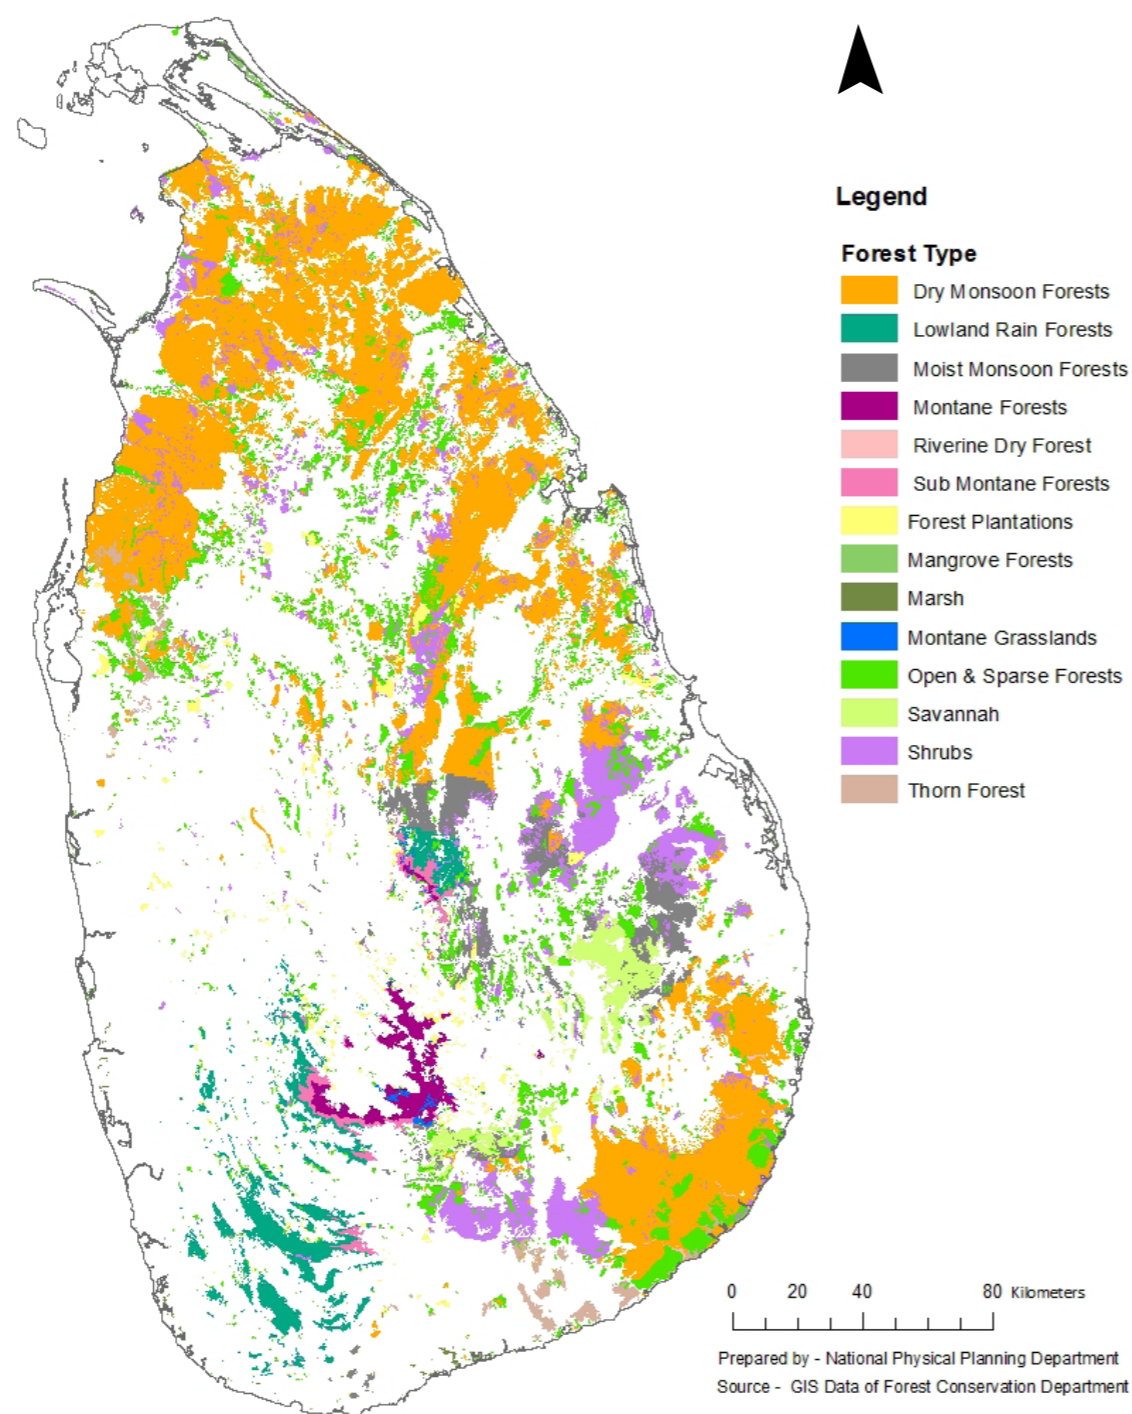 Legend
Forest Type
Dry Monsoon Forests
Lowland Rain Forests
Moist Monsoon Forests
Montane Forests
Riverine Dry Forest
Sub Montane Forests
Forest Plantations
Mangrove Forests
Marsh
Montane Grasslands
Open & Sparse Forests
Savannah
Shrubs
Thorn Forest
0 20 40 80 Kilometers
Prepared by - National Physical Planning Department
Source - GIS Data of Forest Conservation Department